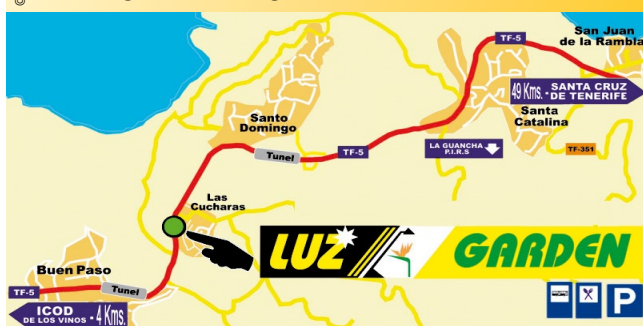 San Juan
de la Rambla
TF-5
49 Kms. - SANTA CRUZ
DE TENERIFE
Santo
Domingo
Santa
Catalina
Tunel
TF-5
LA GUANCHA
P.I.R.S
TF-351
Las
Cucharas
LUZ GARDEN
Buen Paso
TF-5
Tunel
ICOD
DE LOS VINOS - 4 Kms.
P